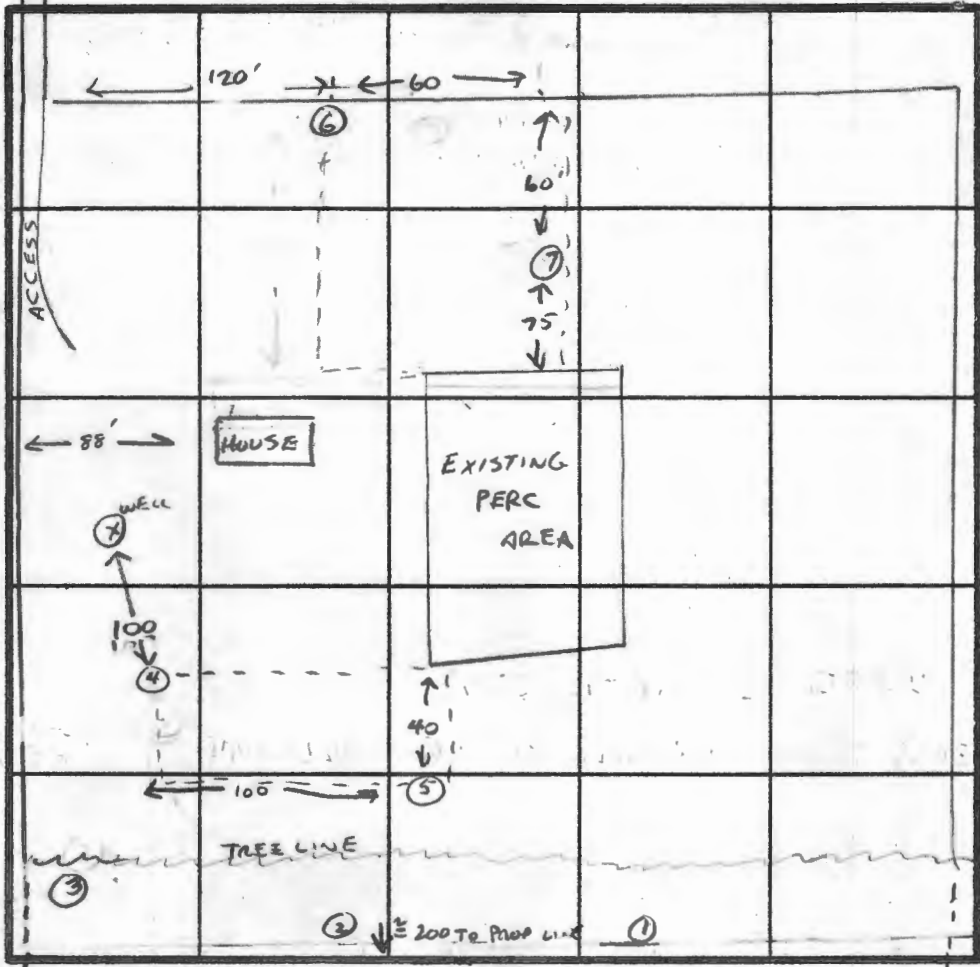 120'
60
6
60'
ACCESS
7
75
88'
HOUSE
EXISTING
PERC
AREA
WELL
X
100
4
40
100
5
TREE LINE
3
2
≅ 200 TO PROP LINE
1